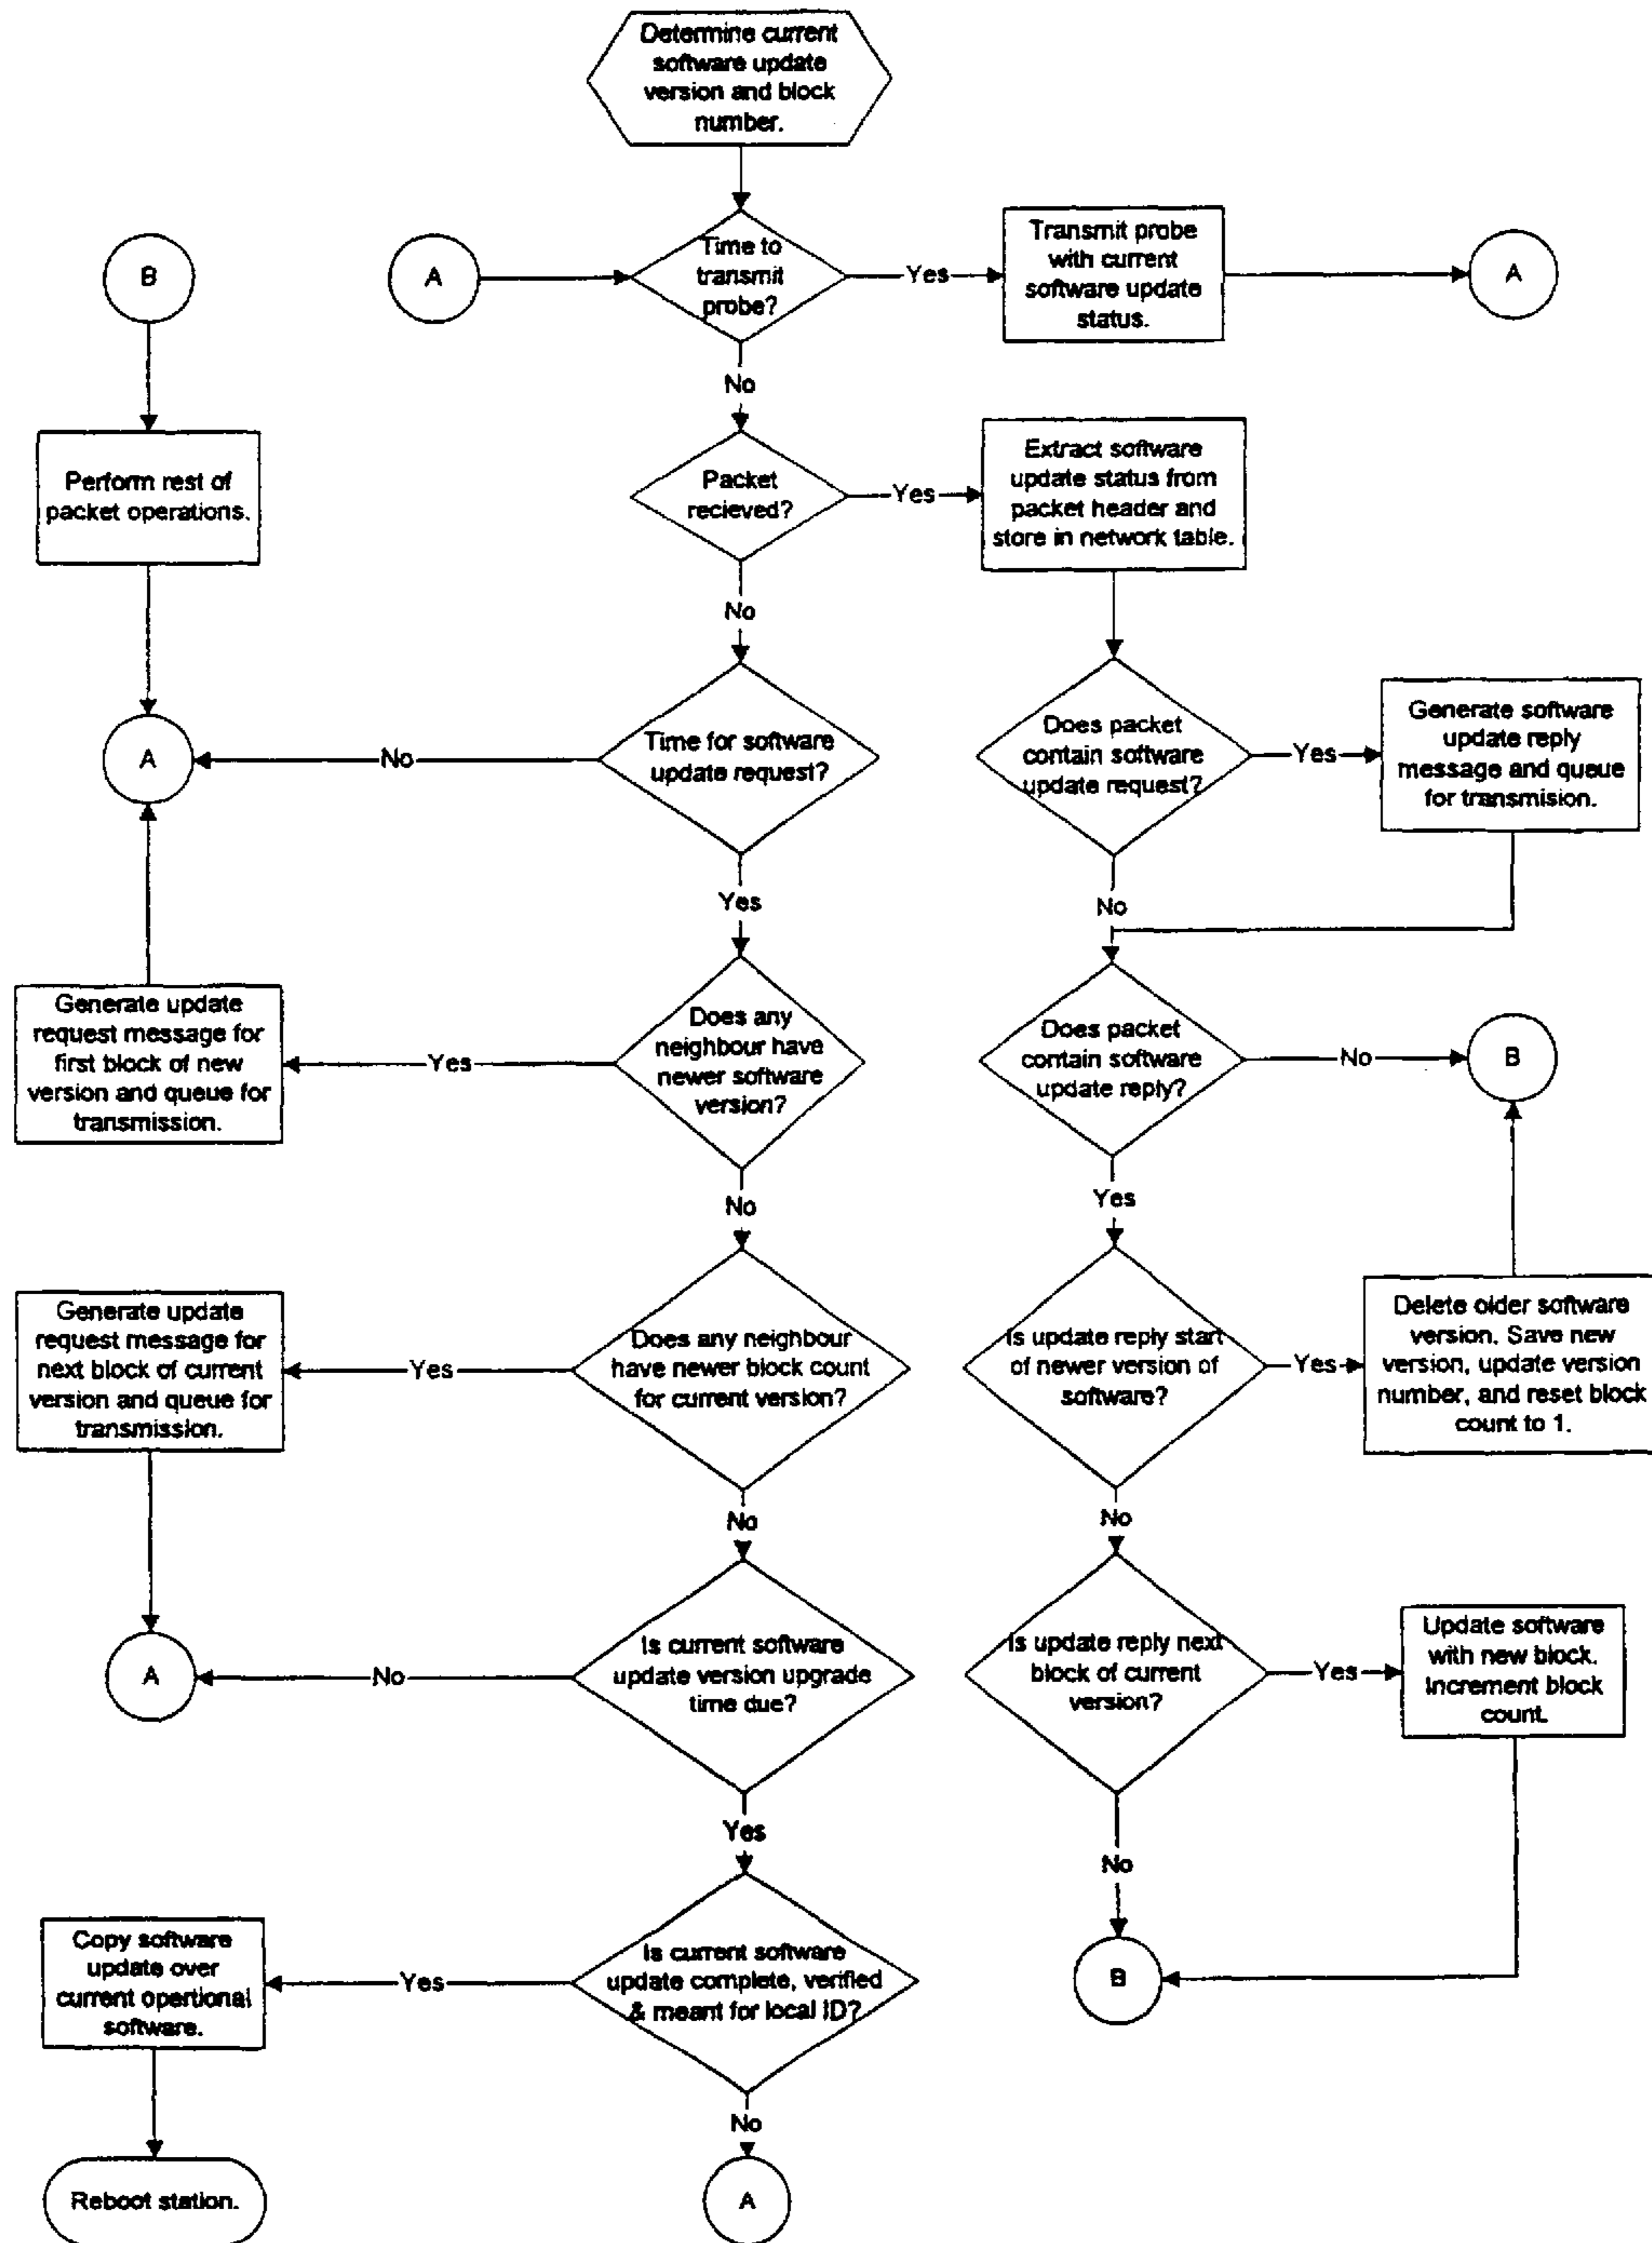 Determine current
software update
version and block
number.
B
A
Time to
transmit
probe?
Yes
Transmit probe
with current
software update
status.
A
No
Perform rest of
packet operations.
Packet
recieved?
Yes
Extract software
update status from
packet header and
store in network table.
No
A
No
Time for software
update request?
Does packet
contain software
update request?
Yes
Generate software
update reply
message and queue
for transmision.
Yes
No
Generate update
request message for
first block of new
version and queue for
transmission.
Yes
Does any
neighbour have
newer software
version?
Does packet
contain software
update reply?
No
B
No
Yes
Generate update
request message for
next block of current
version and queue for
transmission.
Yes
Does any neighbour
have newer block count
for current version?
Is update reply start
of newer version of
software?
Yes
Delete older software
version. Save new
version, update version
number, and reset block
count to 1.
No
No
A
No
Is current software
update version upgrade
time due?
Is update reply next
block of current
version?
Yes
Update software
with new block.
Increment block
count.
Yes
No
Copy software
update over
current opertional
software.
Yes
Is current software
update complete, verified
& meant for local ID?
B
No
Reboot station.
A